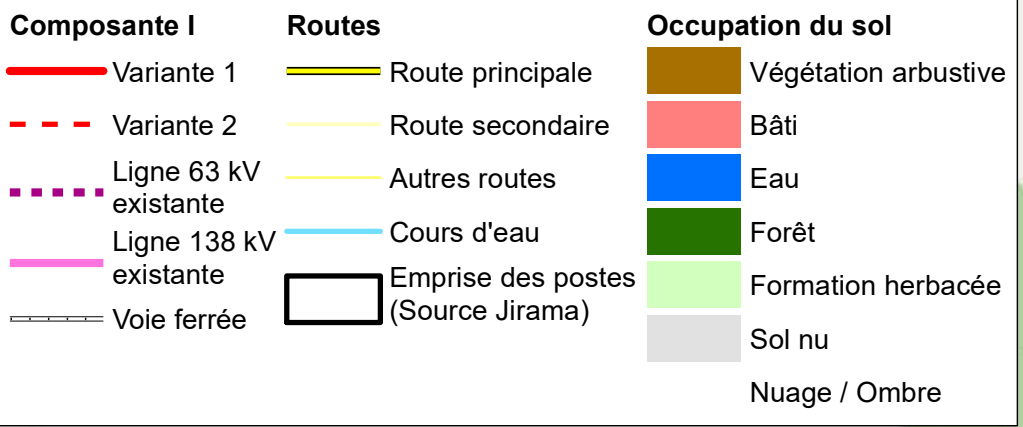 Composante I
Variante 1
Variante 2
Ligne 63 kV
existante
Ligne 138 kV
existante
Voie ferrée
Routes
Route principale
Route secondaire
Autres routes
Cours d'eau
Emprise des postes
(Source Jirama)
Occupation du sol
Végétation arbustive
Bâti
Eau
Forêt
Formation herbacée
Sol nu
Nuage / Ombre